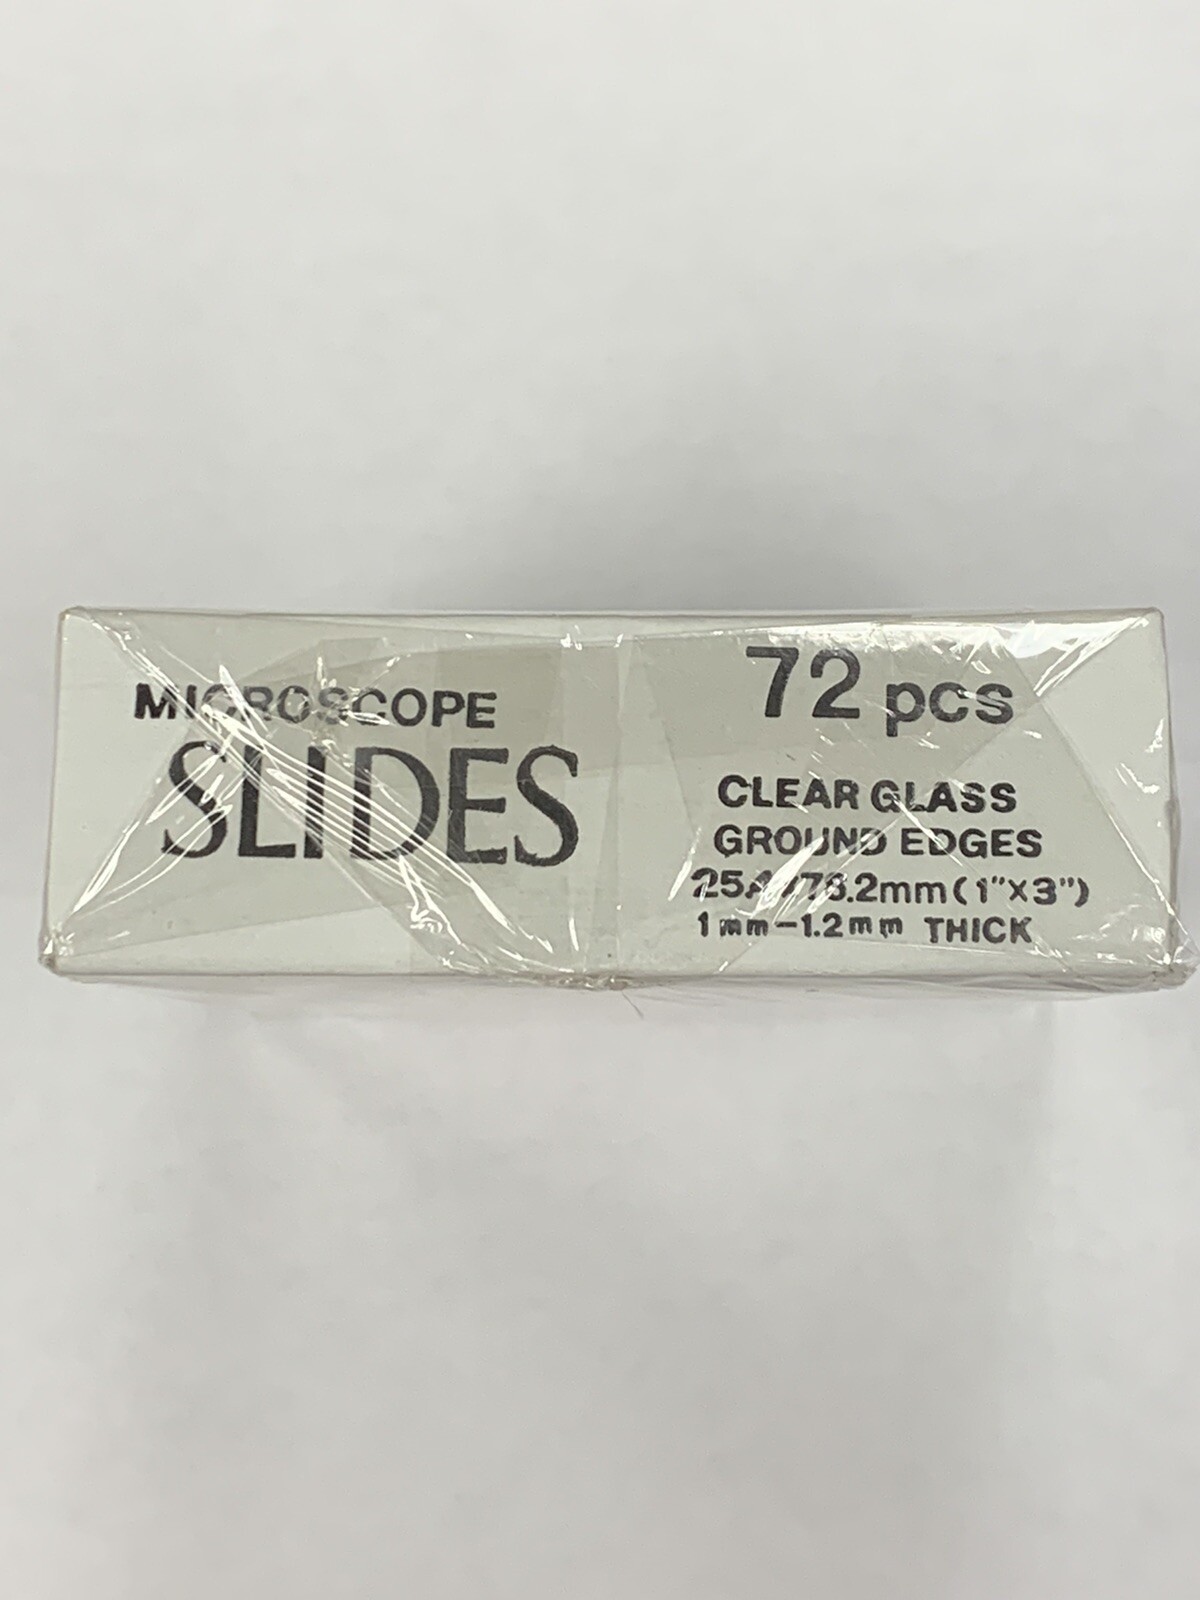 MICROSCOPE
SLIDES
72 pcs
CLEAR GLASS
GROUND EDGES
(1"X3")
1mm-1.2mm THICK